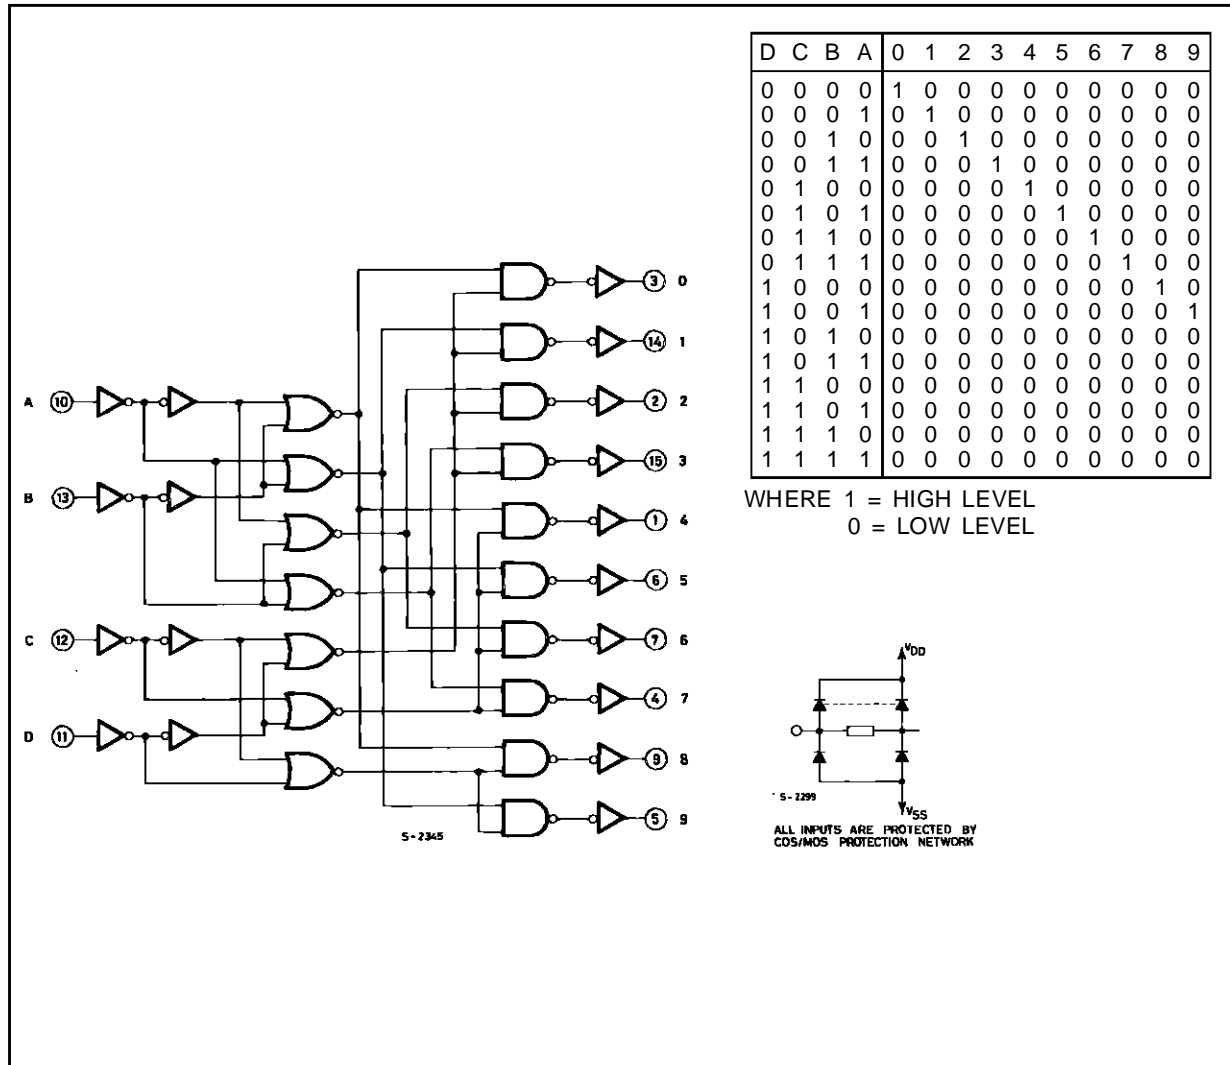 D C B A 0 1 2 3 4 5 6 7 8 9
0 0 0 0 1 0 0 0 0 0 0 0 0 0
0 0 0 1 0 1 0 0 0 0 0 0 0 0
0 0 1 0 0 0 1 0 0 0 0 0 0 0
0 0 1 1 0 0 0 1 0 0 0 0 0 0
0 1 0 0 0 0 0 0 1 0 0 0 0 0
0 1 0 1 0 0 0 0 0 1 0 0 0 0
0 1 1 0 0 0 0 0 0 0 1 0 0 0
0 1 1 1 0 0 0 0 0 0 0 1 0 0
1 0 0 0 0 0 0 0 0 0 0 0 1 0
1 0 0 1 0 0 0 0 0 0 0 0 0 1
1 0 1 0 0 0 0 0 0 0 0 0 0 0
1 0 1 1 0 0 0 0 0 0 0 0 0 0
1 1 0 0 0 0 0 0 0 0 0 0 0 0
1 1 0 1 0 0 0 0 0 0 0 0 0 0
1 1 1 0 0 0 0 0 0 0 0 0 0 0
1 1 1 1 0 0 0 0 0 0 0 0 0 0
WHERE 1 = HIGH LEVEL
0 = LOW LEVEL
A 10
B 13
C 12
D 11
3 0
14 1
2 2
15 3
1 4
6 5
7 6
4 7
9 8
5 9
S-2345
VDD
S-2299
VSS
ALL INPUTS ARE PROTECTED BY
COS/MOS PROTECTION NETWORK